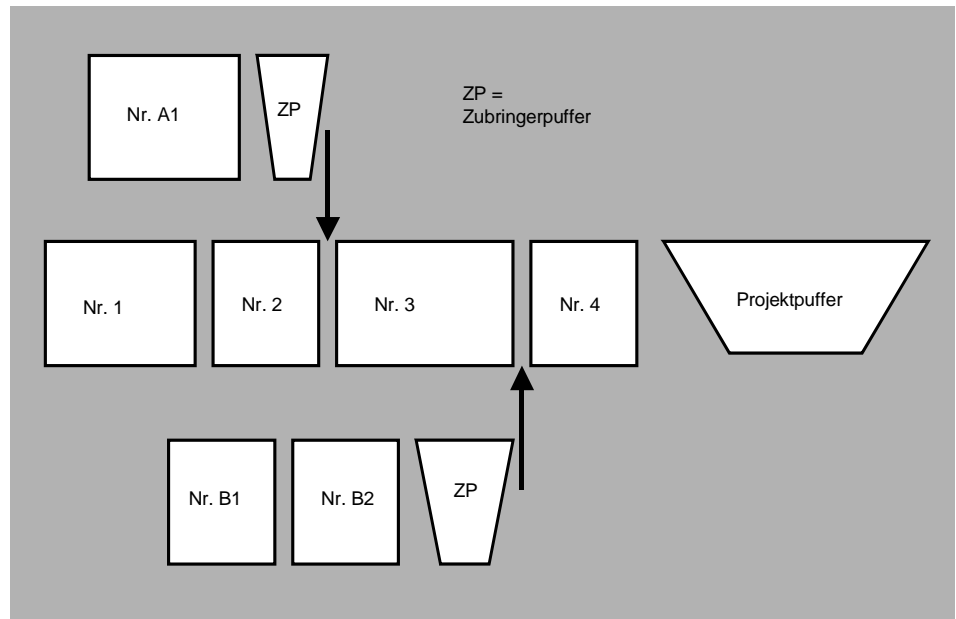 Nr. A1
ZP
ZP =
Zubringerpuffer
Nr. 1
Nr. 2
Nr. 3
Nr. 4
Projektpuffer
Nr. B1
Nr. B2
ZP